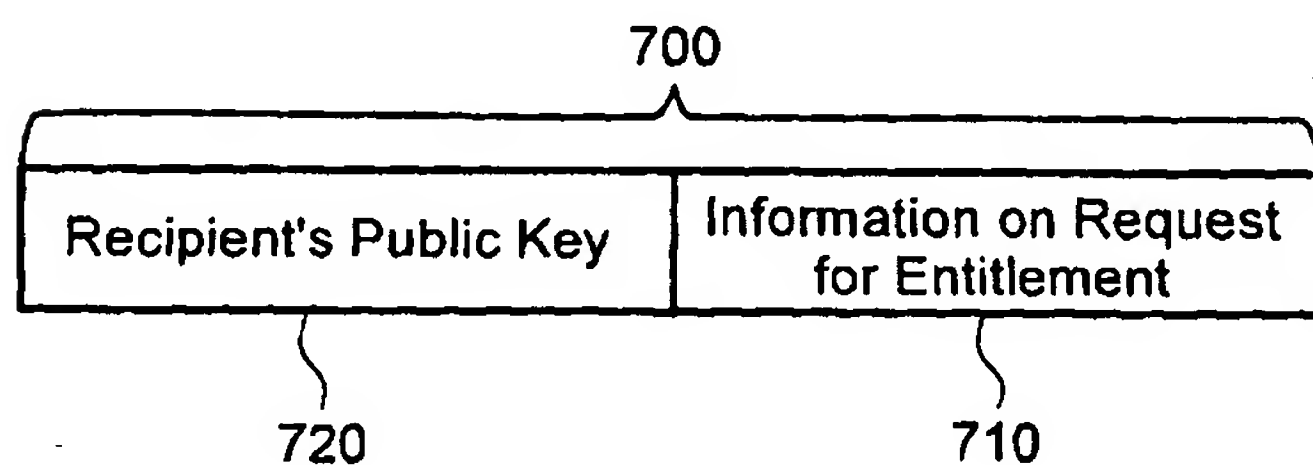 700
Recipient's Public Key
Information on Request
for Entitlement
720
710